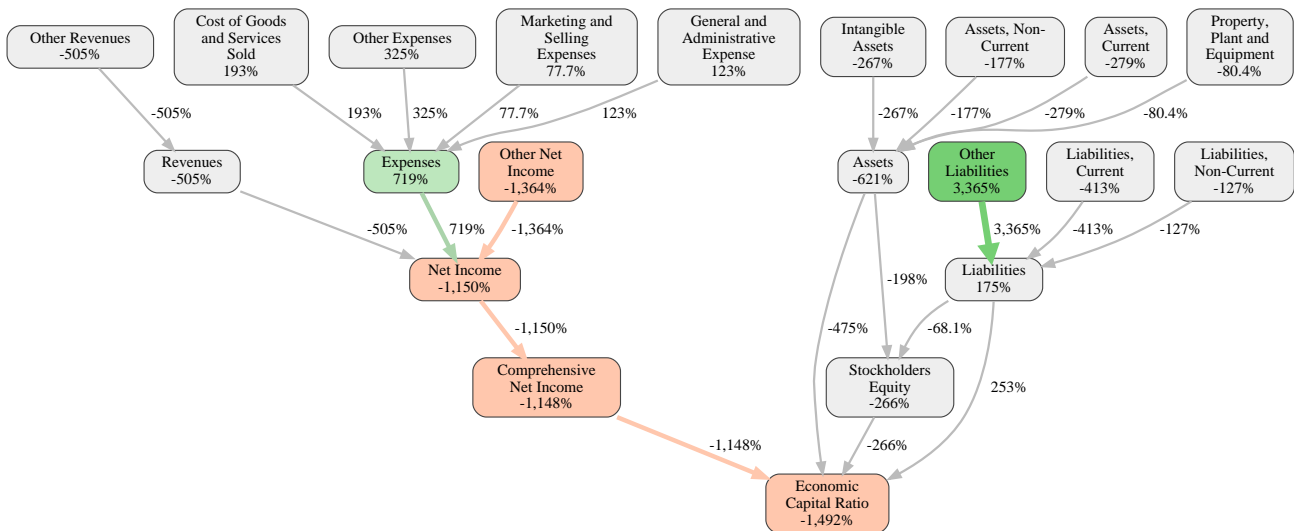 Other Revenues
-505%
Cost of Goods
and Services
Sold
193%
Other Expenses
325%
Marketing and
Selling
Expenses
77.7%
General and
Administrative
Expense
123%
Intangible
Assets
-267%
Assets, Non-
Current
-177%
Assets,
Current
-279%
Property,
Plant and
Equipment
-80.4%
-505%
193%
325%
77.7%
123%
-267%
-177%
-279%
-80.4%
Revenues
-505%
Expenses
719%
Other Net
Income
-1,364%
Assets
-621%
Other
Liabilities
3,365%
Liabilities,
Current
-413%
Liabilities,
Non-Current
-127%
-505%
719%
-1,364%
3,365%
-413%
-127%
Net Income
-1,150%
-198%
Liabilities
175%
-1,150%
-475%
-68.1%
Comprehensive
Net Income
-1,148%
Stockholders
Equity
-266%
253%
-1,148%
-266%
Economic
Capital Ratio
-1,492%